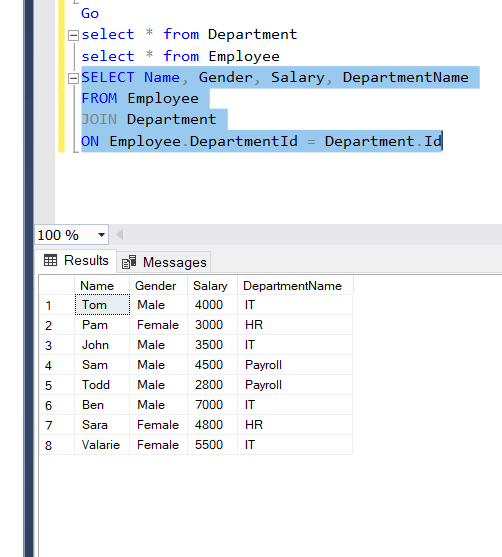 Go
select * from Department
select * from Employee
SELECT Name, Gender, Salary, DepartmentName
FROM Employee
JOIN Department
ON Employee.DepartmentId = Department.Id
100 %
Results Messages
Name Gender Salary DepartmentName
1 Tom Male 4000 IT
2 Pam Female 3000 HR
3 John Male 3500 IT
4 Sam Male 4500 Payroll
5 Todd Male 2800 Payroll
6 Ben Male 7000 IT
7 Sara Female 4800 HR
8 Valarie Female 5500 IT